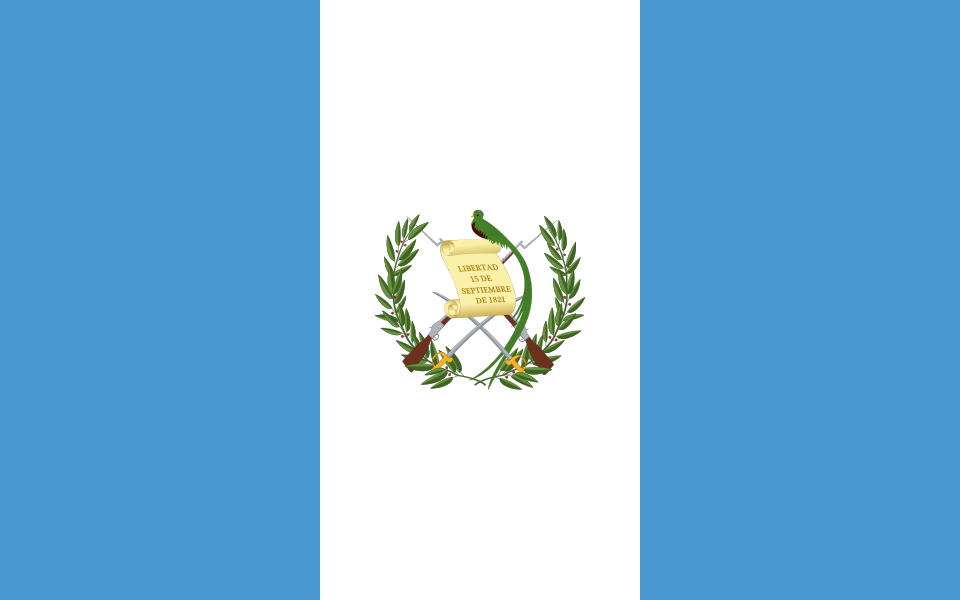 LIBERTAD
15 DE
SEPTIEMBRE
DE 1821